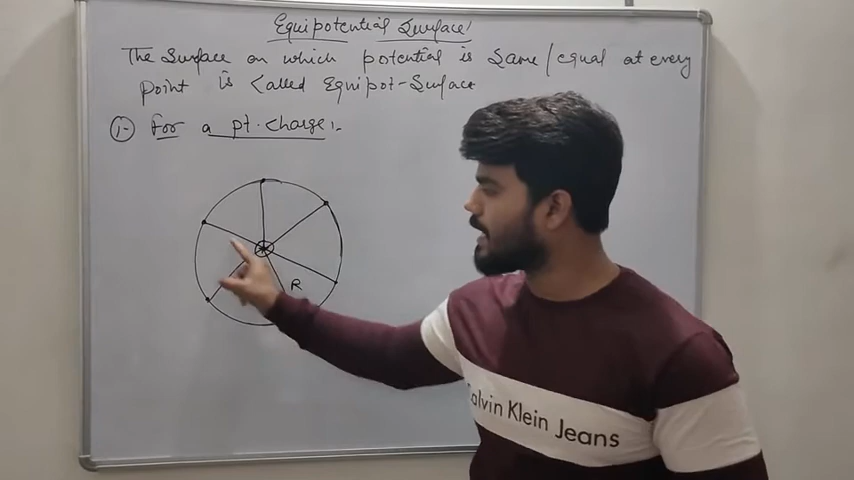 Equipotential Surface!
The Surface on which potential is Same/equal at every
point is Called Equipot-Surface
1- For a pt. Charge:-
R
Calvin Klein Jeans